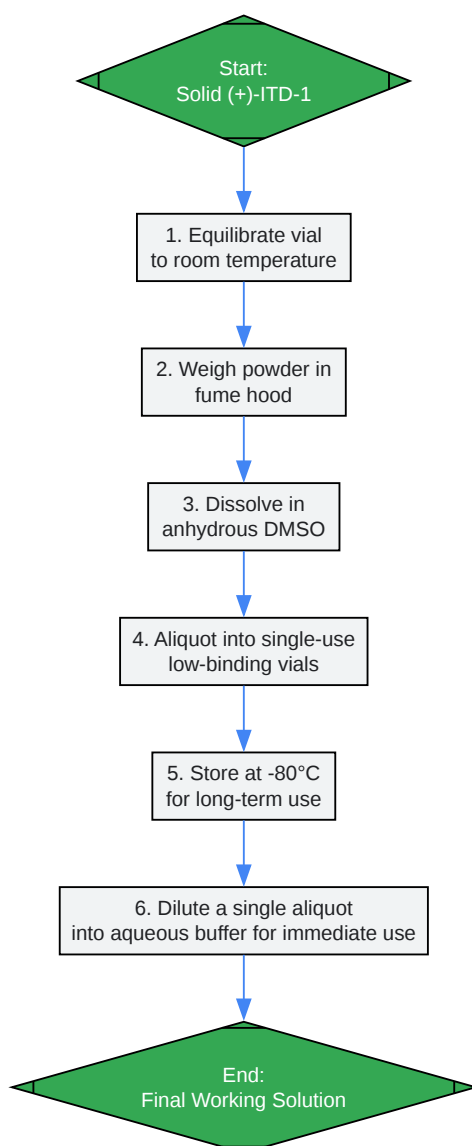 Start:
Solid (+)-ITD-1
1. Equilibrate vial
to room temperature
2. Weigh powder in
fume hood
3. Dissolve in
anhydrous DMSO
4. Aliquot into single-use
low-binding vials
5. Store at -80°C
for long-term use
6. Dilute a single aliquot
into aqueous buffer for immediate use
End:
Final Working Solution